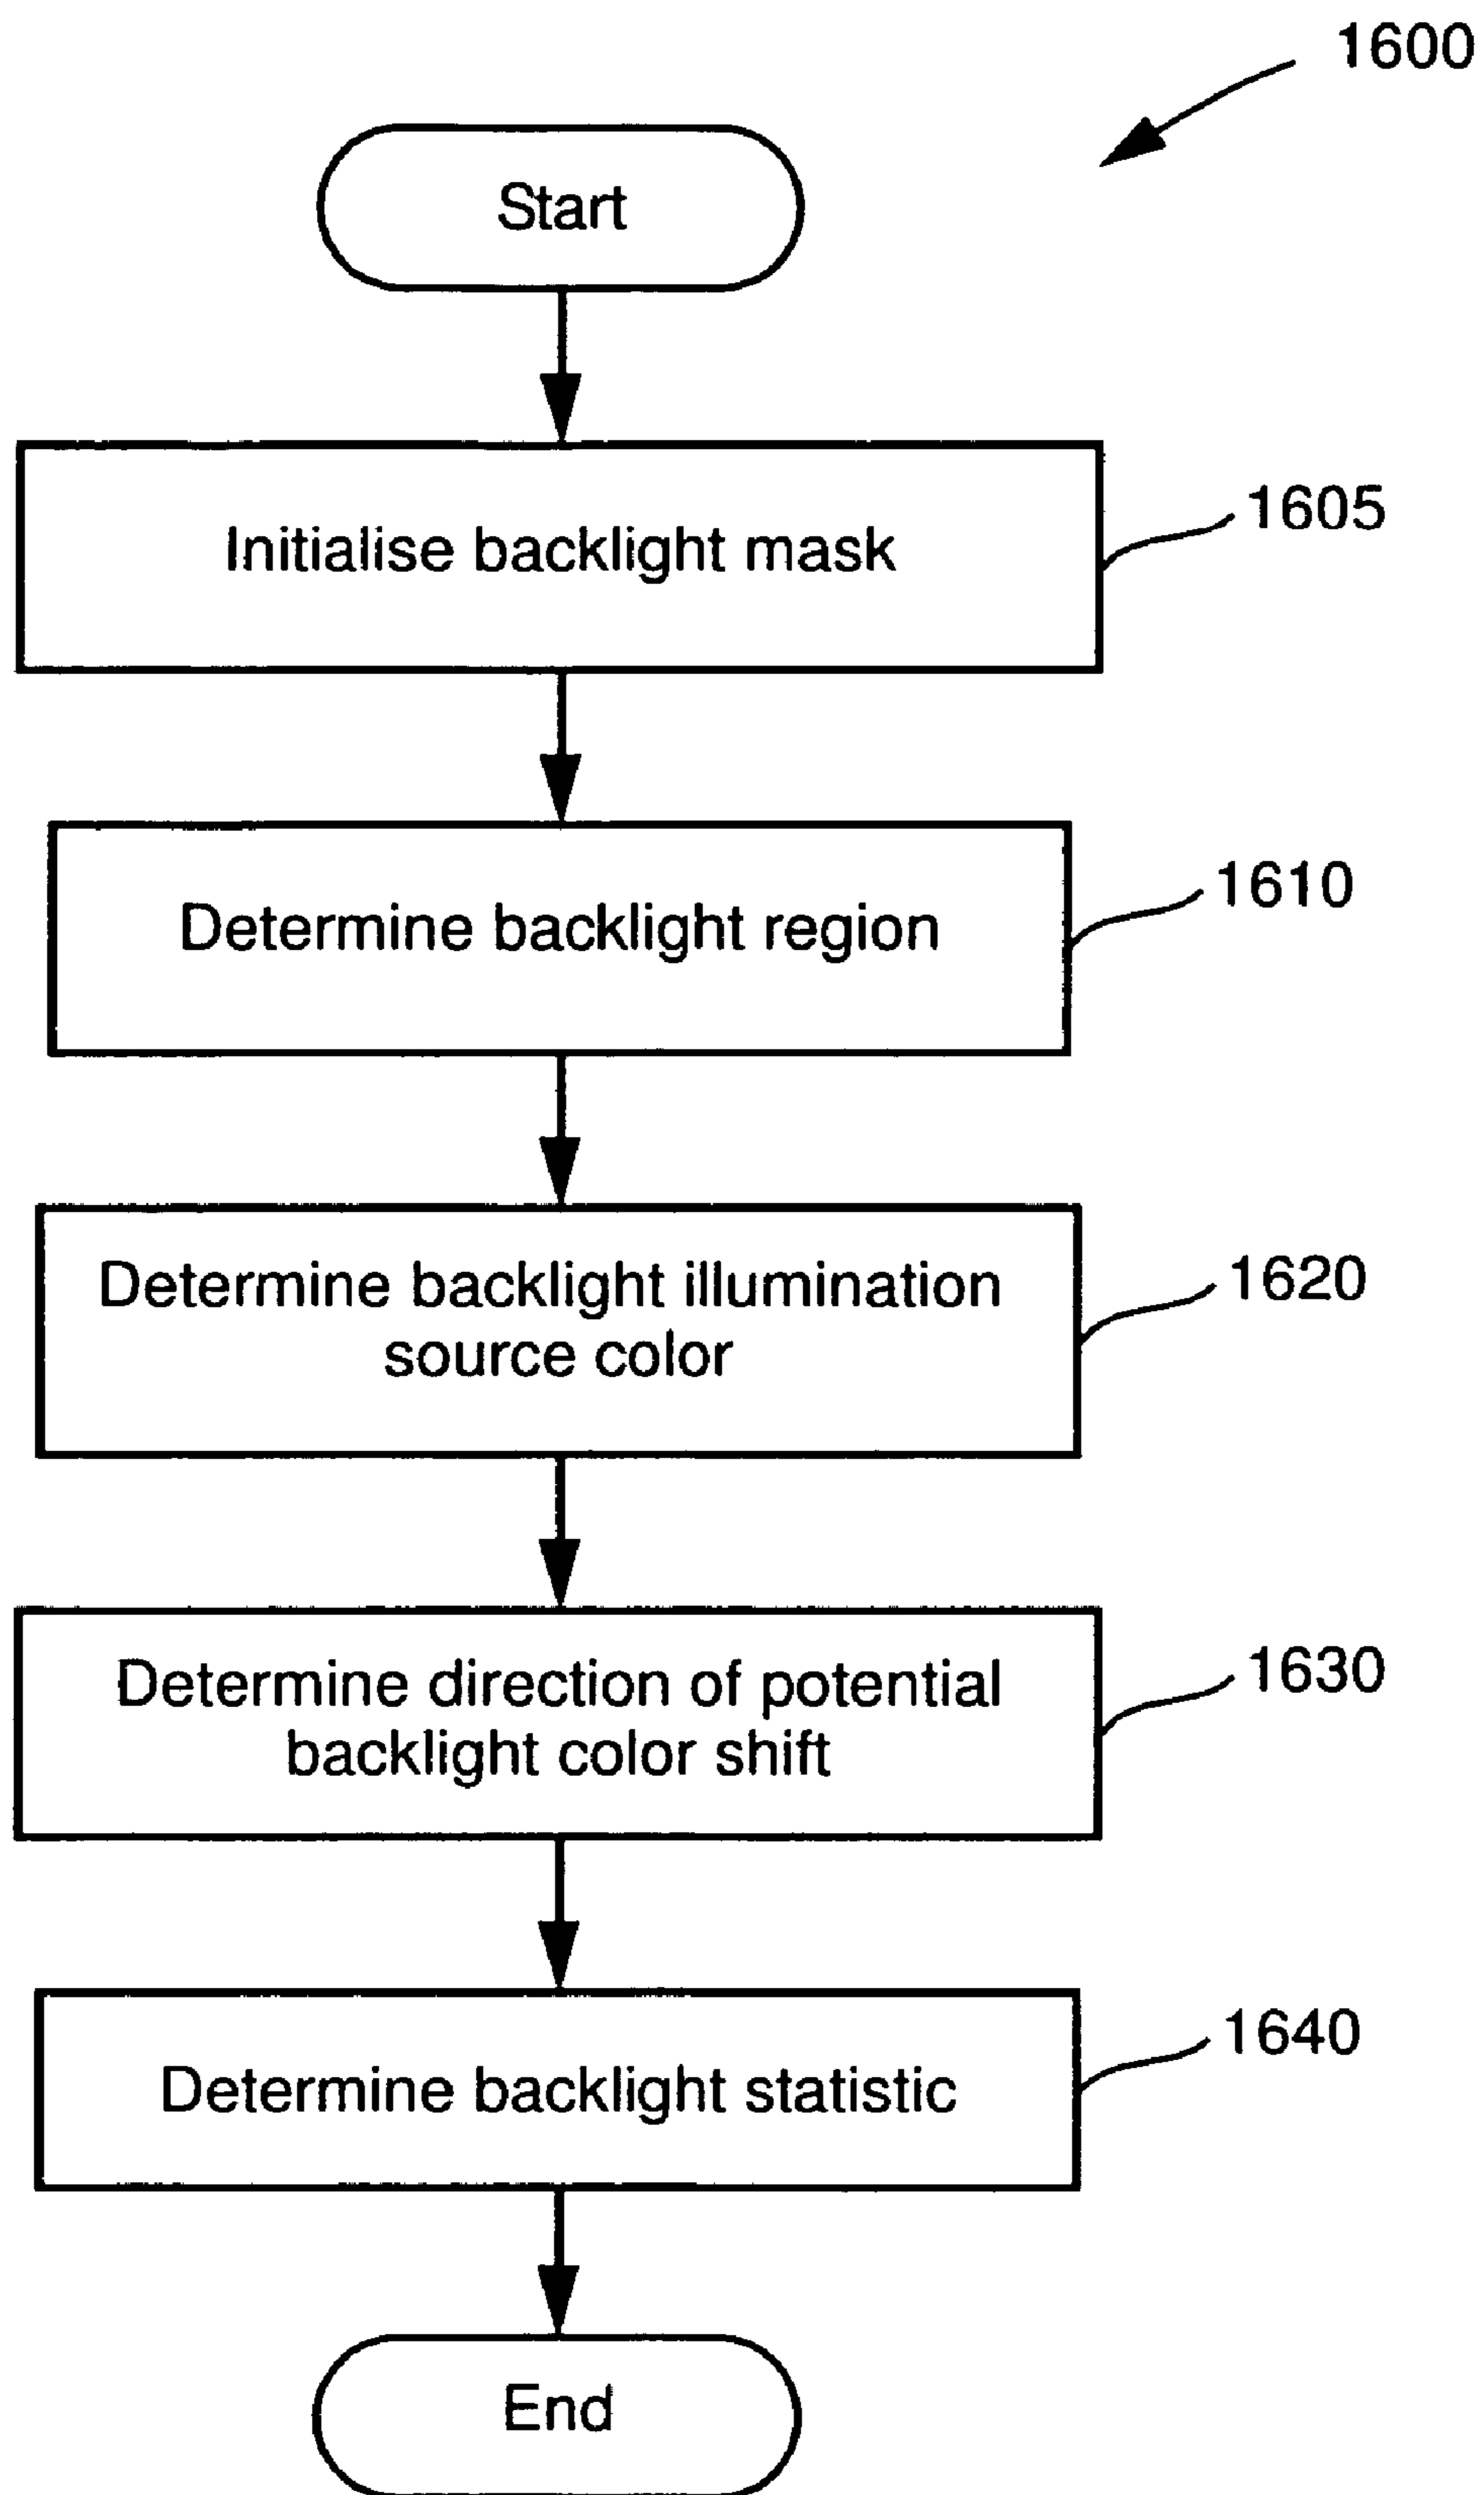 1600
Start
Initialise backlight mask
1605
Determine backlight region
1610
Determine backlight illumination
source color
1620
Determine direction of potential
backlight color shift
1630
Determine backlight statistic
1640
End